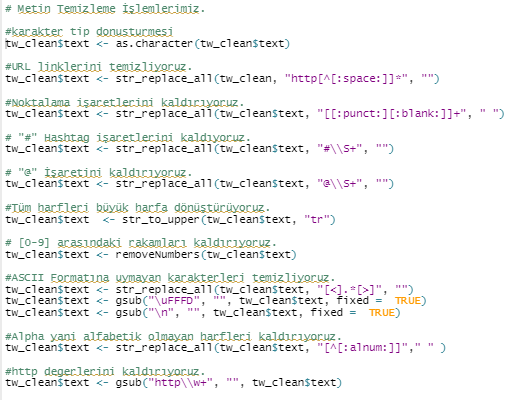 # Metin Temizleme İşlemlerimiz.
#karakter tip donusturmesi
tw_clean$text <- as.character(tw_clean$text)
#URL linklerini temizliyoruz.
tw_clean$text <- str_replace_all(tw_clean, "http[^[:space:]]*", "")
#Noktalama işaretlerini kaldırıyoruz.
tw_clean$text <- str_replace_all(tw_clean$text, "[[:punct:][:blank:]]+", " ")
# "#" Hashtag işaretlerini kaldıyoruz.
tw_clean$text <- str_replace_all(tw_clean$text, "#\\S+", "")
# "@" İşaretini kaldırıyoruz.
tw_clean$text <- str_replace_all(tw_clean$text, "@\\S+", "")
#Tüm harfleri büyük harfa dönüştürüyoruz.
tw_clean$text  <- str_to_upper(tw_clean$text, "tr")
# [0-9] arasındaki rakamları kaldırıyoruz.
tw_clean$text <- removeNumbers(tw_clean$text)
#ASCII Formatına uymayan karakterleri temizliyoruz.
tw_clean$text <- str_replace_all(tw_clean$text, "[<].*[>]", "")
tw_clean$text <- gsub("\uFFFD", "", tw_clean$text, fixed =  TRUE)
tw_clean$text <- gsub("\n", "", tw_clean$text, fixed =  TRUE)
#Alpha yani alfabetik olmayan harfleri kaldırıyoruz.
tw_clean$text <- str_replace_all(tw_clean$text, "[^[:alnum:]]"," " )
#http degerlerini kaldırıyoruz.
tw_clean$text <- gsub("http\\w+", "", tw_clean$text)